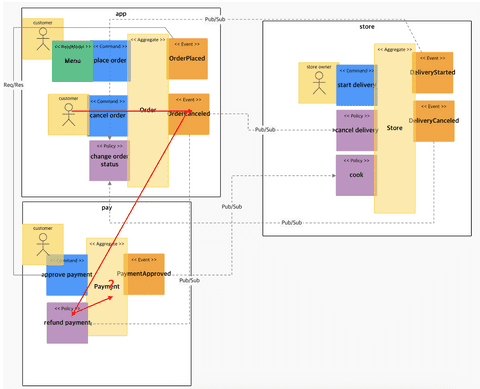 app
customer
<< ReadModel >>
Menu
<< Command >>
place order
<< Aggregate >>
Order
<< Event >>
OrderPlaced
customer
<< Command >>
cancel order
<< Event >>
OrderCanceled
<< Policy >>
change order
status
Pub/Sub
Req/Res
store
store owner
<< Command >>
start delivery
<< Aggregate >>
Store
<< Event >>
DeliveryStarted
<< Policy >>
cancel delivery
<< Event >>
DeliveryCanceled
<< Policy >>
cook
Pub/Sub
Pub/Sub
Pub/Sub
pay
customer
<< Command >>
approve payment
<< Aggregate >>
Payment
?
<< Event >>
PaymentApproved
<< Policy >>
refund payment
Pub/Sub